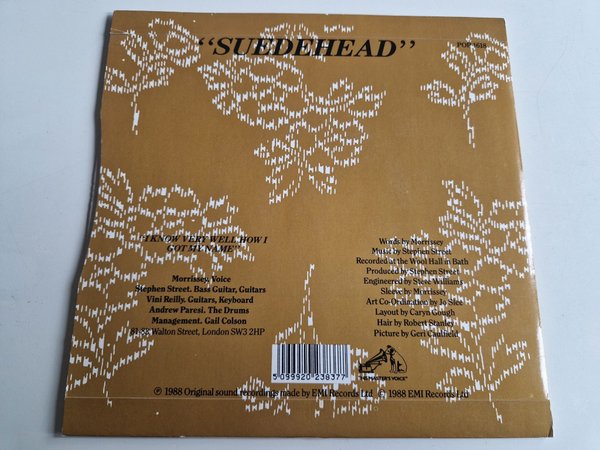 "SUEDEHEAD"
POP 1618
"I KNOW VERY WELL HOW I
GOT MY NAME"
Morrissey. Voice
Stephen Street. Bass Guitar, Guitars
Vini Reilly. Guitars, Keyboard
Andrew Paresi. The Drums
Management. Gail Colson
81-83 Walton Street, London SW3 2HP
Words by Morrissey
Music by Stephen Street
Recorded at the Wool Hall in Bath
Produced by Stephen Street
Engineered by Steve Williams
Sleeve by Morrissey
Art Co-Ordination by Jo Slee
Layout by Caryn Gough
Hair by Robert Stanley
Picture by Geri Caulfield
5 099920 238377
"HIS MASTER'S VOICE"
℗ 1988 Original sound recordings made by EMI Records Ltd. © 1988 EMI Records Ltd